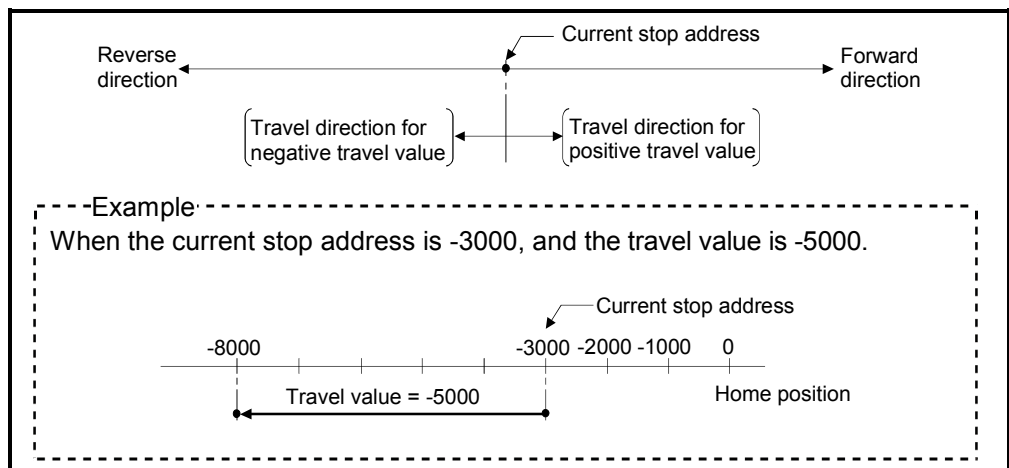 Current stop address
Reverse
direction
Forward
direction
Travel direction for
negative travel value
Travel direction for
positive travel value
Example
When the current stop address is -3000, and the travel value is -5000.
Current stop address
-8000 -3000 -2000 -1000 0
Travel value = -5000
Home position